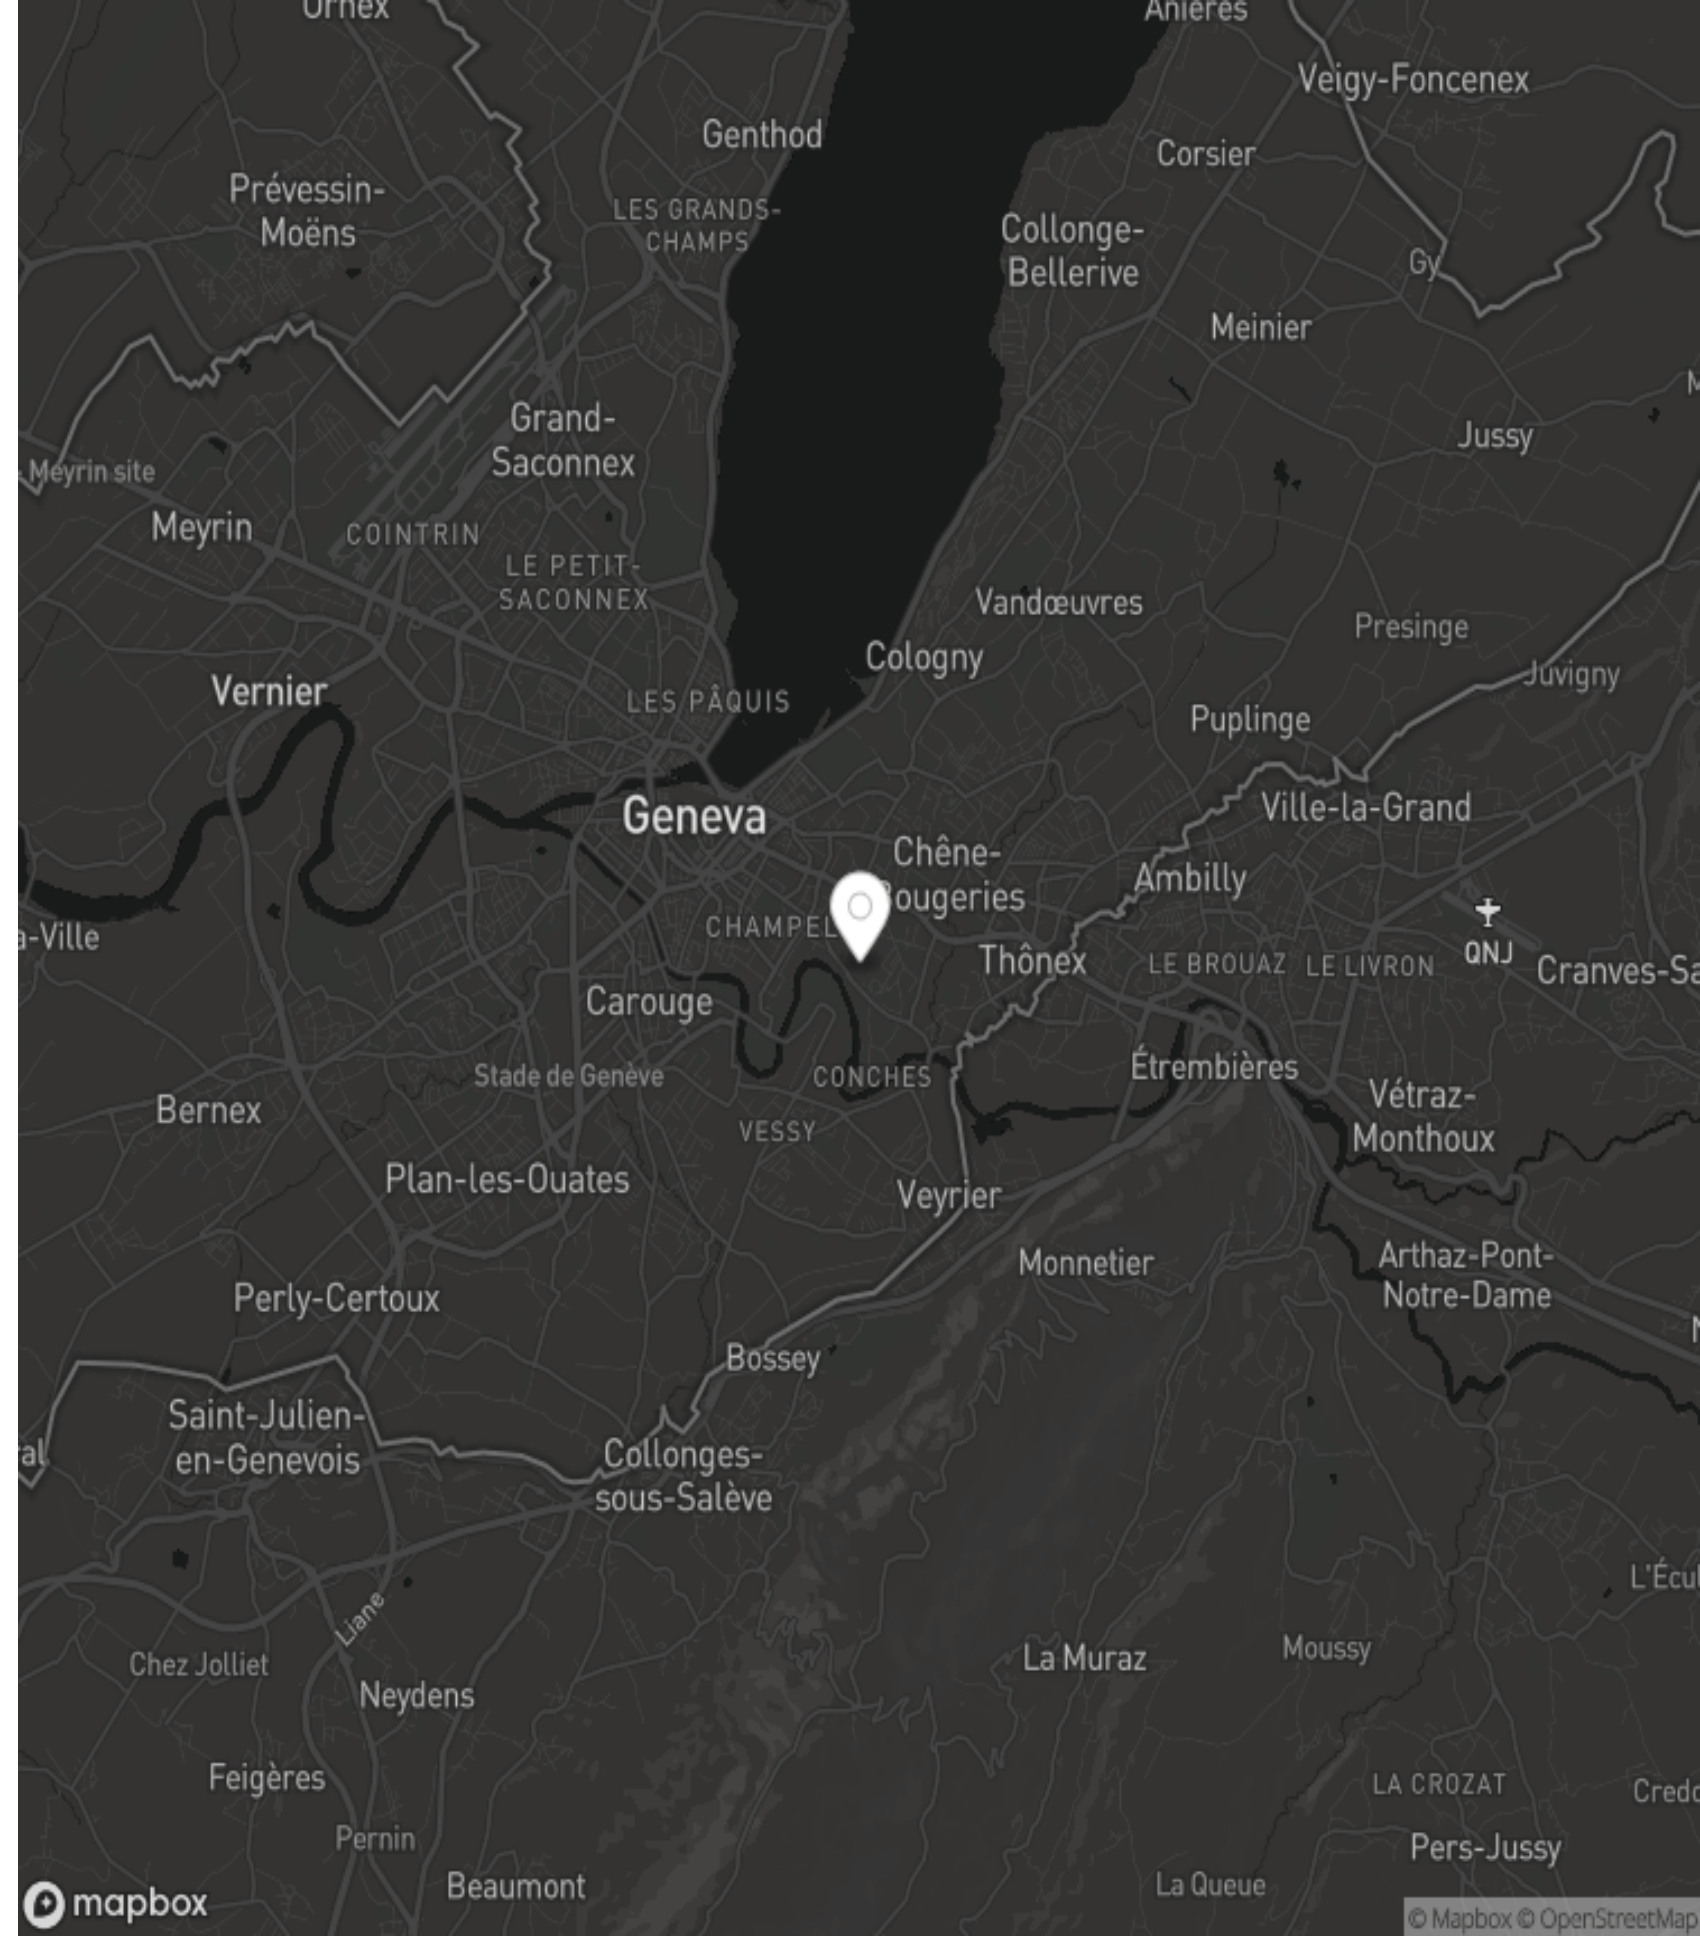 Ornex
Anières
Veigy-Foncenex
Genthod
Corsier
Prévessin-
Moëns
LES GRANDS-
CHAMPS
Collonge-
Bellerive
Gy
Meinier
Grand-
Saconnex
Jussy
Meyrin site
Meyrin
COINTRIN
LE PETIT-
SACONNEX
Vandœuvres
Presinge
Cologny
Juvigny
Vernier
LES PÂQUIS
Puplinge
Geneva
Ville-la-Grand
Chêne-
Bougeries
Ambilly
CHAMPEL
a-Ville
Thônex
LE BROUAZ
LE LIVRON
QNJ
Cranves-Sa
Carouge
Stade de Genève
CONCHES
Étrembières
Bernex
Vétraz-
Monthoux
VESSY
Plan-les-Ouates
Veyrier
Monnetier
Arthaz-Pont-
Notre-Dame
Perly-Certoux
Bossey
Saint-Julien-
en-Genevois
al
Collonges-
sous-Salève
L'Écul
Liane
Chez Jolliet
La Muraz
Moussy
Neydens
Feigères
LA CROZAT
Credo
Pernin
Pers-Jussy
Beaumont
La Queue
mapbox
© Mapbox © OpenStreetMap